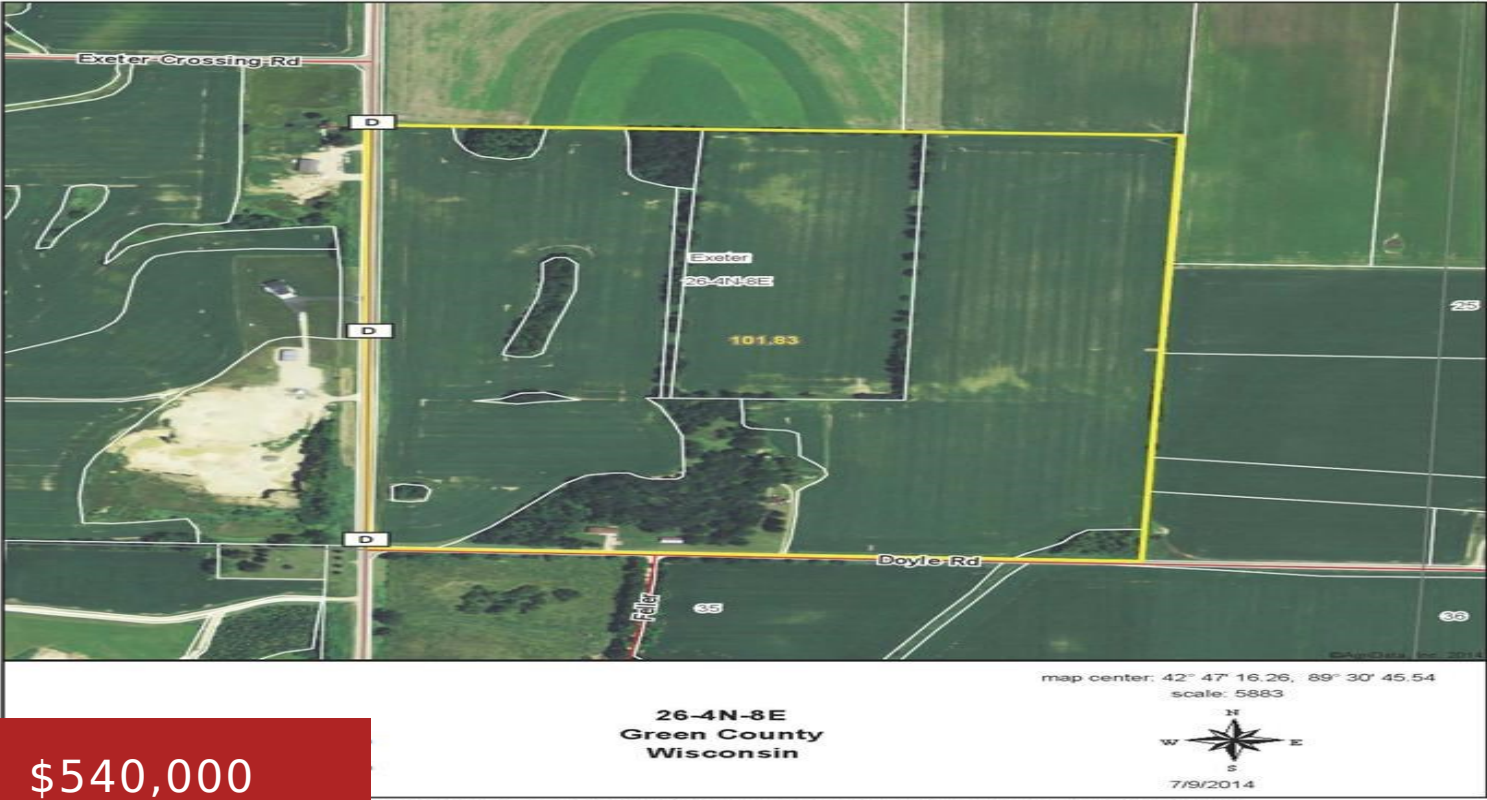 Exeter Crossing Rd
D
Exeter
26-4N-8E
25
D
101.83
D
Doyle Rd
Feller
35
36
©AgriData, Inc. 2014
map center: 42° 47' 16.26, 89° 30' 45.54
scale: 5883
26-4N-8E
Green County
Wisconsin
N
W
E
S
7/9/2014
$540,000